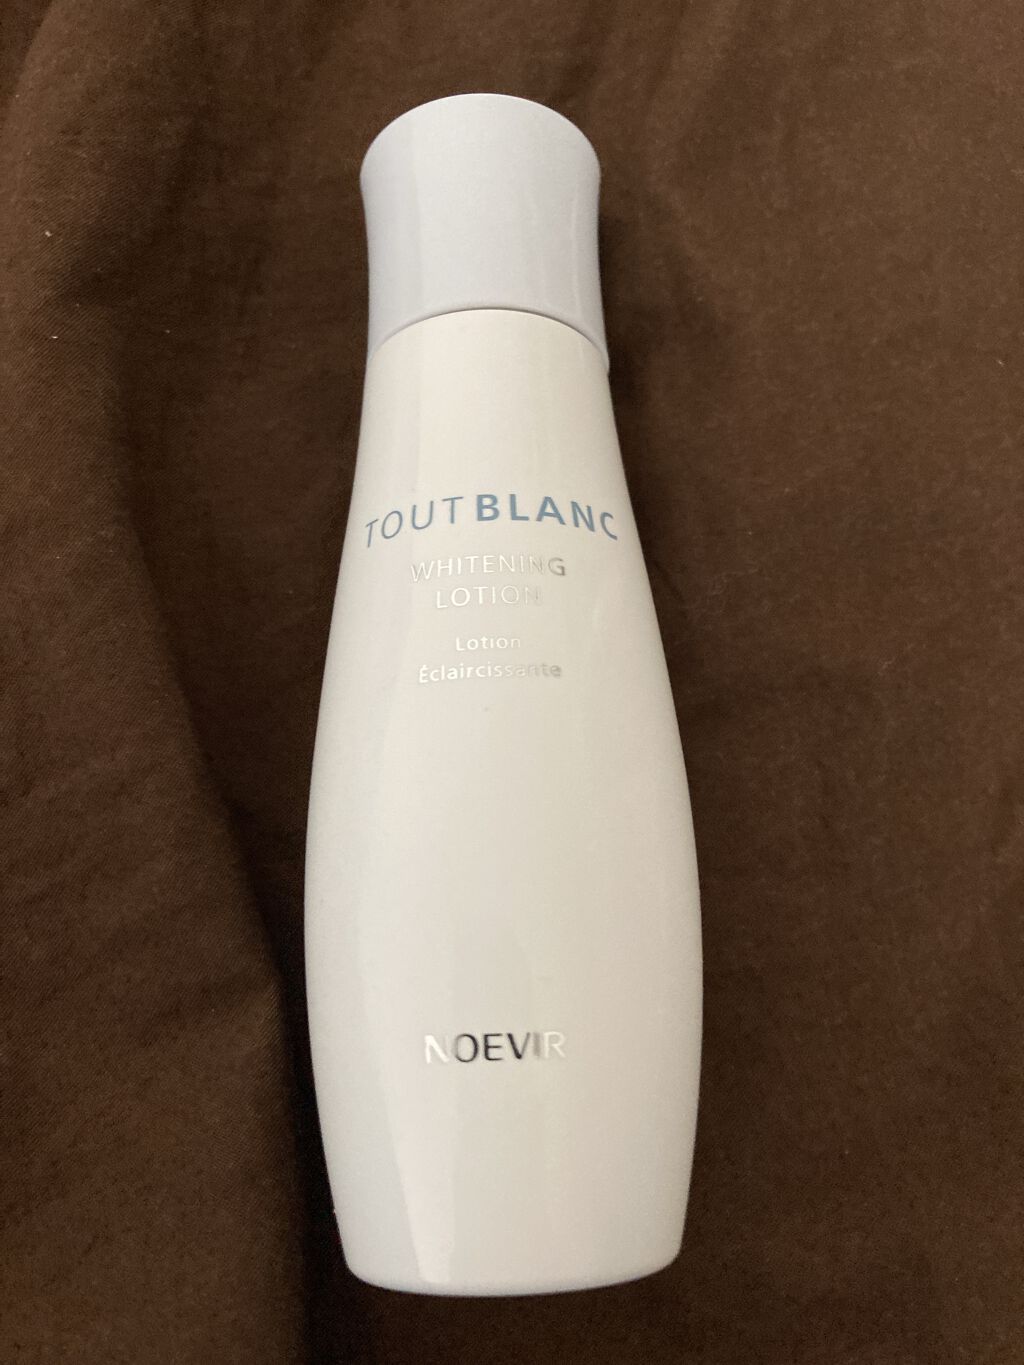 TOUTBLANC
WHITENING
LOTION
Lotion
Éclaircissante
NOEVIR